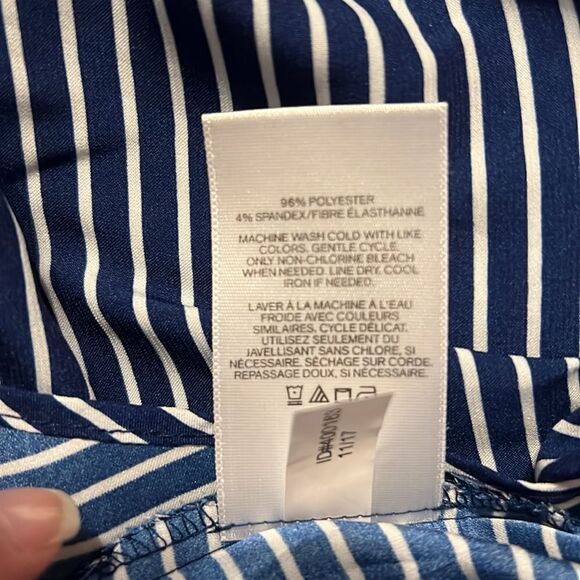 96% POLYESTER
4% SPANDEX/FIBRE ÉLASTHANNE
MACHINE WASH COLD WITH LIKE
COLORS. GENTLE CYCLE.
ONLY NON-CHLORINE BLEACH
WHEN NEEDED. LINE DRY. COOL
IRON IF NEEDED.
LAVER À LA MACHINE À L'EAU
FROIDE AVEC COULEURS
SIMILAIRES. CYCLE DÉLICAT.
UTILISEZ SEULEMENT DU
JAVELLISANT SANS CHLORE, SI
NÉCESSAIRE. SÉCHAGE SUR CORDE.
REPASSAGE DOUX, SI NÉCESSAIRE.
11/17